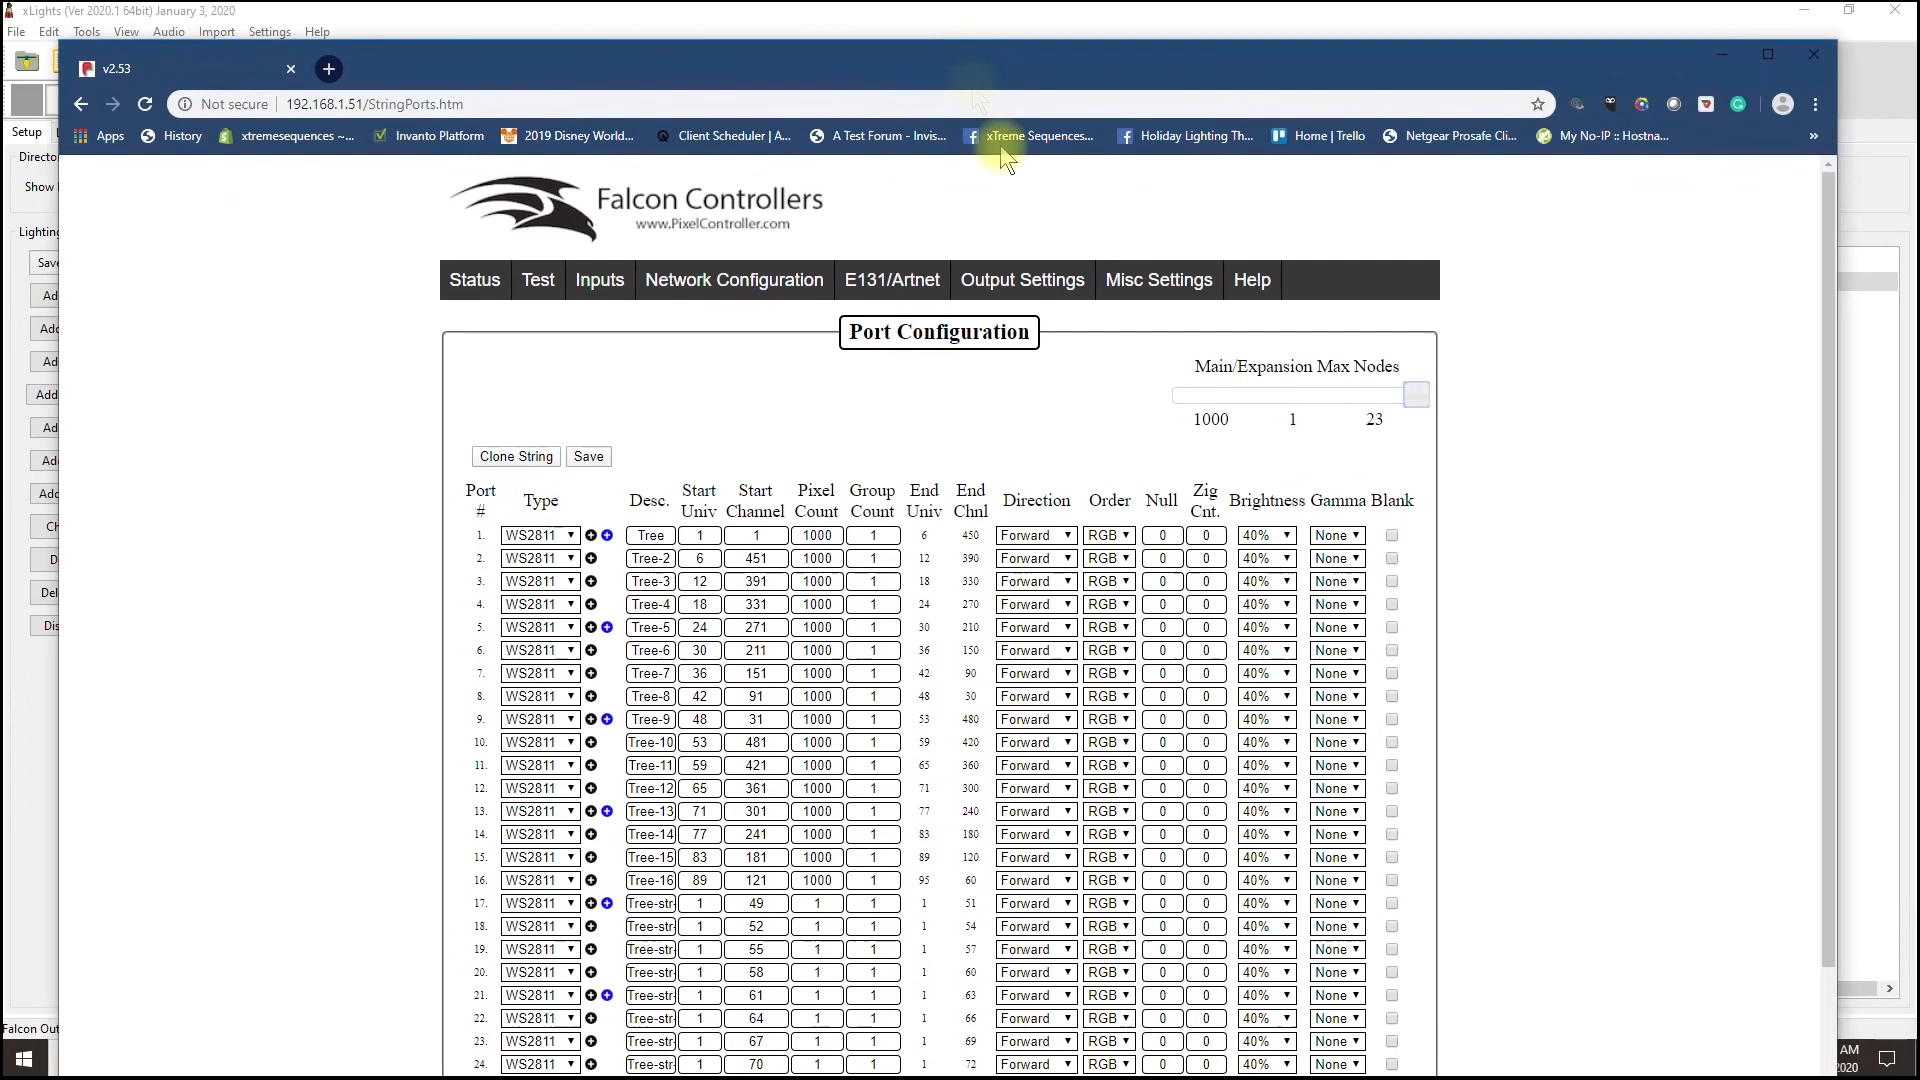 xLights (Ver 2020.1 64bit) January 3, 2020
File Edit Tools View Audio Import Settings Help
v2.53
Not secure 192.168.1.51/StringPorts.htm
Apps History xtremesequences ~... Invanto Platform 2019 Disney World... Client Scheduler | A... A Test Forum - Invis... xTreme Sequences... Holiday Lighting Th... Home | Trello Netgear Prosafe Cli... My No-IP :: Hostna... »
Setup
Directo
Show
Lighting
Save
Ad
Add
Ad
Add
Ad
Ad
Add
Ch
D
Del
Dis
Falcon Out
Falcon Controllers
www.PixelController.com
Status Test Inputs Network Configuration E131/Artnet Output Settings Misc Settings Help
Port Configuration
Main/Expansion Max Nodes
1000 1 23
Clone String Save
Port # Type Desc. Start Univ Start Channel Pixel Count Group Count End Univ End Chnl Direction Order Null Zig Cnt. Brightness Gamma Blank
1. WS2811 Tree 1 1 1000 1 6 450 Forward RGB 0 0 40% None
2. WS2811 Tree-2 6 451 1000 1 12 390 Forward RGB 0 0 40% None
3. WS2811 Tree-3 12 391 1000 1 18 330 Forward RGB 0 0 40% None
4. WS2811 Tree-4 18 331 1000 1 24 270 Forward RGB 0 0 40% None
5. WS2811 Tree-5 24 271 1000 1 30 210 Forward RGB 0 0 40% None
6. WS2811 Tree-6 30 211 1000 1 36 150 Forward RGB 0 0 40% None
7. WS2811 Tree-7 36 151 1000 1 42 90 Forward RGB 0 0 40% None
8. WS2811 Tree-8 42 91 1000 1 48 30 Forward RGB 0 0 40% None
9. WS2811 Tree-9 48 31 1000 1 53 480 Forward RGB 0 0 40% None
10. WS2811 Tree-10 53 481 1000 1 59 420 Forward RGB 0 0 40% None
11. WS2811 Tree-11 59 421 1000 1 65 360 Forward RGB 0 0 40% None
12. WS2811 Tree-12 65 361 1000 1 71 300 Forward RGB 0 0 40% None
13. WS2811 Tree-13 71 301 1000 1 77 240 Forward RGB 0 0 40% None
14. WS2811 Tree-14 77 241 1000 1 83 180 Forward RGB 0 0 40% None
15. WS2811 Tree-15 83 181 1000 1 89 120 Forward RGB 0 0 40% None
16. WS2811 Tree-16 89 121 1000 1 95 60 Forward RGB 0 0 40% None
17. WS2811 Tree-str- 1 49 1 1 1 51 Forward RGB 0 0 40% None
18. WS2811 Tree-str- 1 52 1 1 1 54 Forward RGB 0 0 40% None
19. WS2811 Tree-str- 1 55 1 1 1 57 Forward RGB 0 0 40% None
20. WS2811 Tree-str- 1 58 1 1 1 60 Forward RGB 0 0 40% None
21. WS2811 Tree-str- 1 61 1 1 1 63 Forward RGB 0 0 40% None
22. WS2811 Tree-str- 1 64 1 1 1 66 Forward RGB 0 0 40% None
23. WS2811 Tree-str- 1 67 1 1 1 69 Forward RGB 0 0 40% None
24. WS2811 Tree-str- 1 70 1 1 1 72 Forward RGB 0 0 40% None
AM
2020